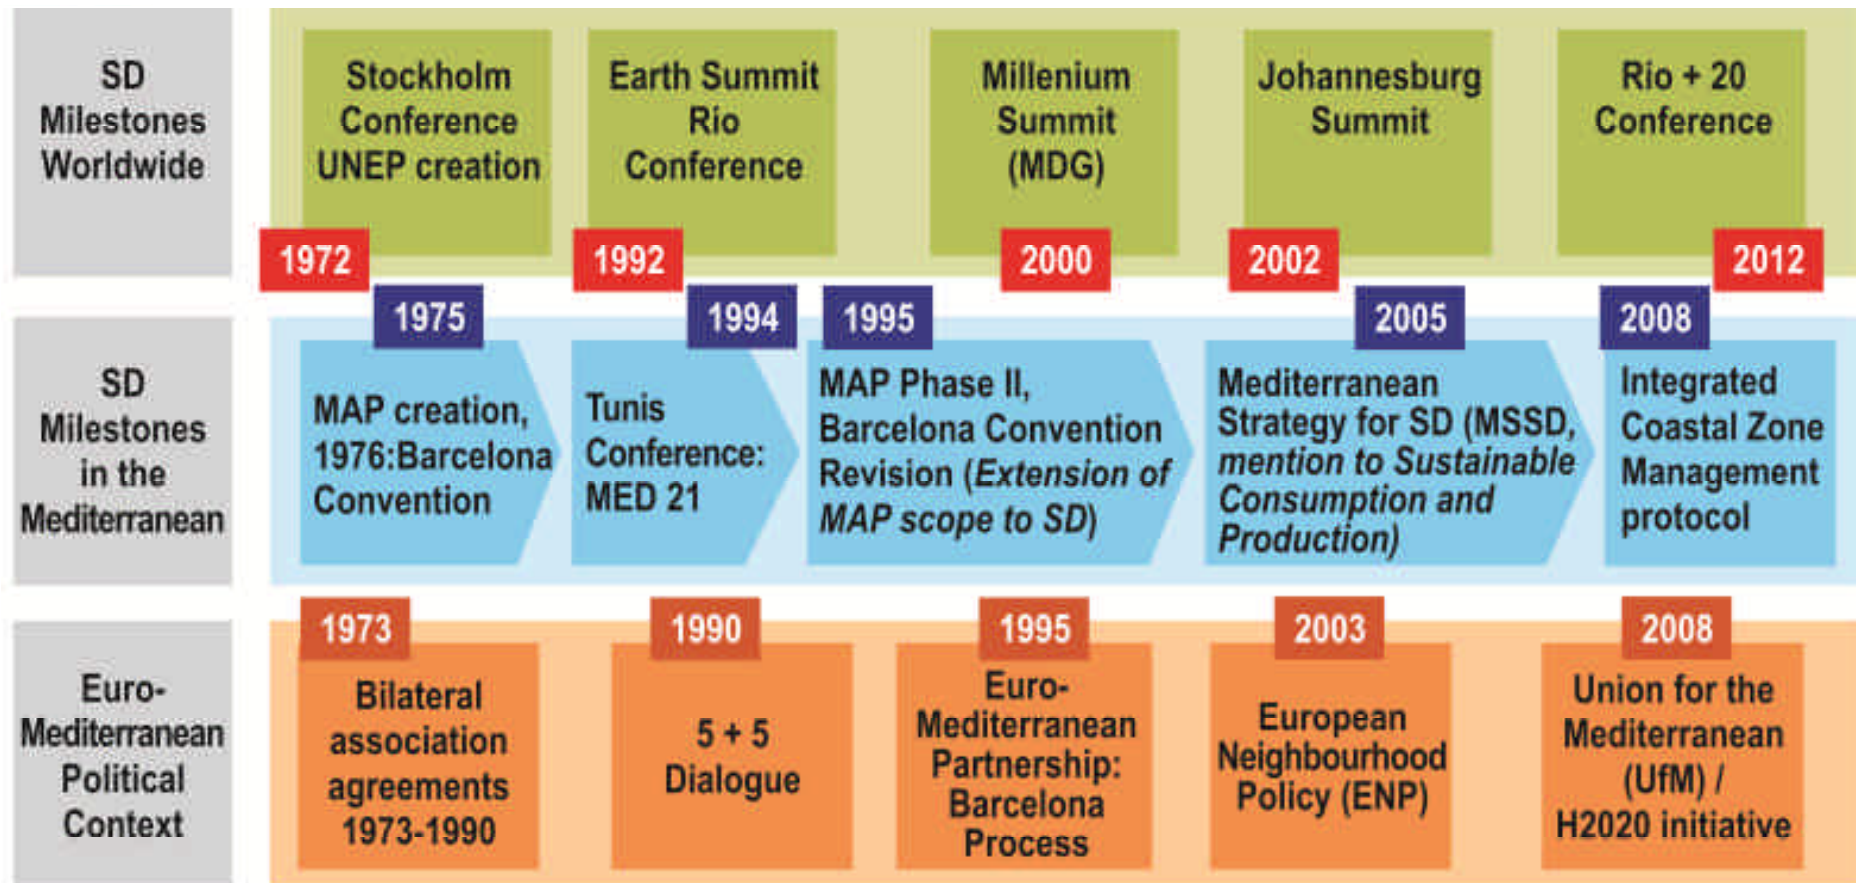 SD
Milestones
Worldwide
Stockholm
Conference
UNEP creation
1972
Earth Summit
Rio
Conference
1992
Millenium
Summit
(MDG)
2000
Johannesburg
Summit
2002
Rio + 20
Conference
2012
SD
Milestones
in the
Mediterranean
1975
MAP creation,
1976:Barcelona
Convention
1994
Tunis
Conference:
MED 21
1995
MAP Phase II,
Barcelona Convention
Revision (Extension of
MAP scope to SD)
2005
Mediterranean
Strategy for SD (MSSD,
mention to Sustainable
Consumption and
Production)
2008
Integrated
Coastal Zone
Management
protocol
Euro-
Mediterranean
Political
Context
1973
Bilateral
association
agreements
1973-1990
1990
5 + 5
Dialogue
1995
Euro-
Mediterranean
Partnership:
Barcelona
Process
2003
European
Neighbourhood
Policy (ENP)
2008
Union for the
Mediterranean
(UfM) /
H2020 initiative